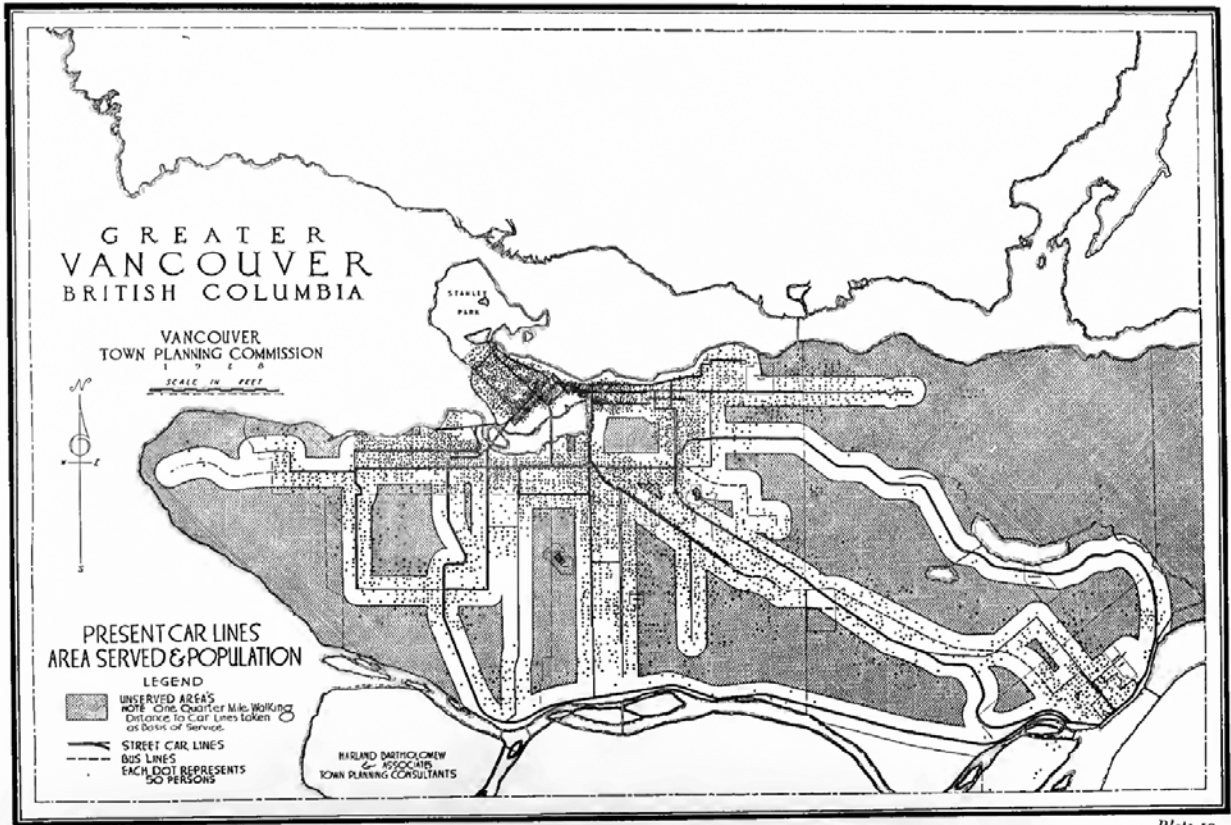 GREATER
VANCOUVER
BRITISH COLUMBIA
VANCOUVER
TOWN PLANNING COMMISSION
1928
SCALE IN FEET
N
W E
S
STANLEY
PARK
PRESENT CAR LINES
AREA SERVED & POPULATION
LEGEND
UNSERVED AREA'S
NOTE One Quarter Mile Walking
Distance to Car Lines taken
as Basis of Service.
STREET CAR LINES
BUS LINES
EACH DOT REPRESENTS
50 PERSONS
HARLAND BARTHOLOMEW
& ASSOCIATES
TOWN PLANNING CONSULTANTS
Plate